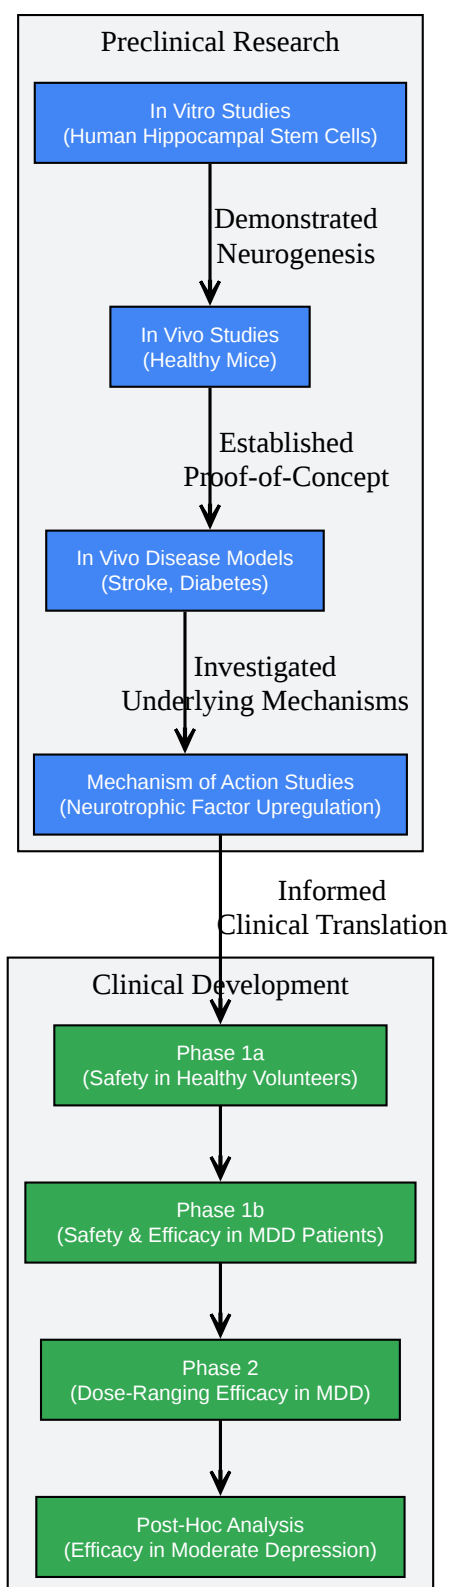 Preclinical Research
In Vitro Studies
(Human Hippocampal Stem Cells)
Demonstrated
Neurogenesis
In Vivo Studies
(Healthy Mice)
Established
Proof-of-Concept
In Vivo Disease Models
(Stroke, Diabetes)
Investigated
Underlying Mechanisms
Mechanism of Action Studies
(Neurotrophic Factor Upregulation)
Informed
Clinical Translation
Clinical Development
Phase 1a
(Safety in Healthy Volunteers)
Phase 1b
(Safety & Efficacy in MDD Patients)
Phase 2
(Dose-Ranging Efficacy in MDD)
Post-Hoc Analysis
(Efficacy in Moderate Depression)